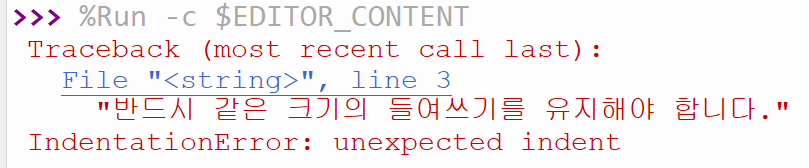 >>> %Run -c $EDITOR_CONTENT
Traceback (most recent call last):
File "<string>", line 3
"반드시 같은 크기의 들여쓰기를 유지해야 합니다."
IndentationError: unexpected indent